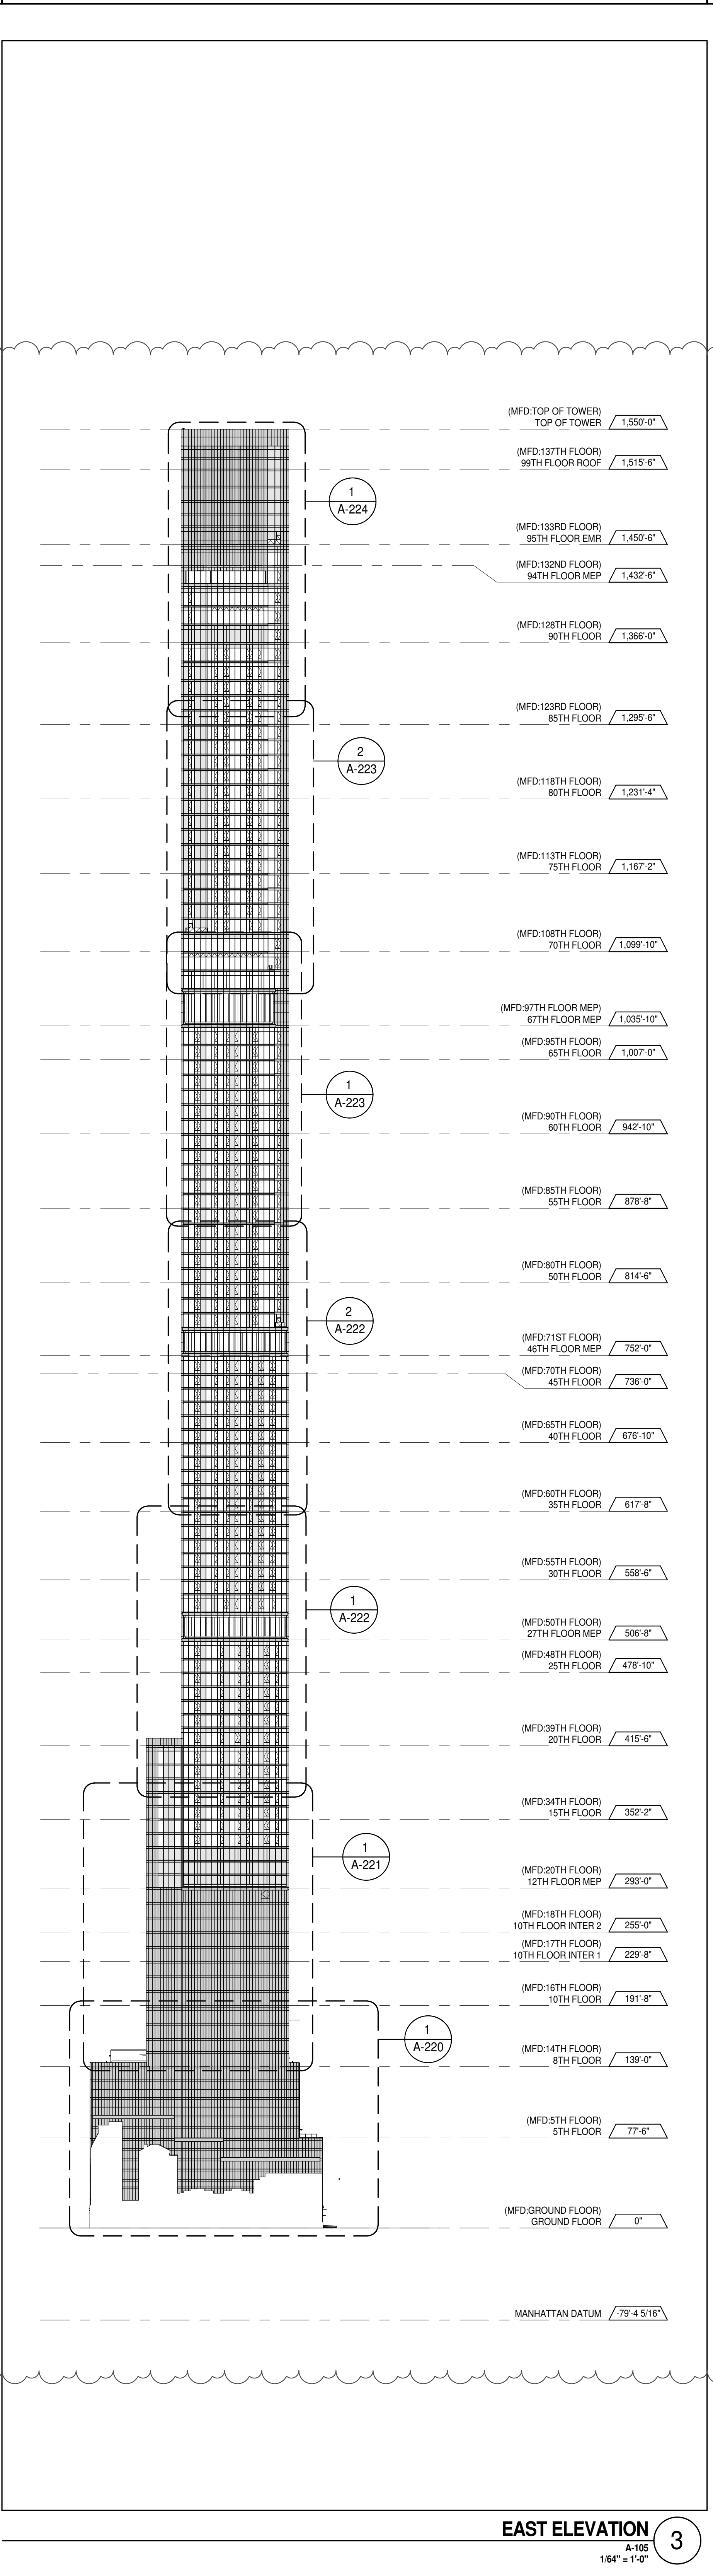 (MFD:TOP OF TOWER)
TOP OF TOWER 1,550'-0"
(MFD:137TH FLOOR)
99TH FLOOR ROOF 1,515'-6"
1
A-224
(MFD:133RD FLOOR)
95TH FLOOR EMR 1,450'-6"
(MFD:132ND FLOOR)
94TH FLOOR MEP 1,432'-6"
(MFD:128TH FLOOR)
90TH FLOOR 1,366'-0"
(MFD:123RD FLOOR)
85TH FLOOR 1,295'-6"
2
A-223
(MFD:118TH FLOOR)
80TH FLOOR 1,231'-4"
(MFD:113TH FLOOR)
75TH FLOOR 1,167'-2"
(MFD:108TH FLOOR)
70TH FLOOR 1,099'-10"
(MFD:97TH FLOOR MEP)
67TH FLOOR MEP 1,035'-10"
(MFD:95TH FLOOR)
65TH FLOOR 1,007'-0"
1
A-223
(MFD:90TH FLOOR)
60TH FLOOR 942'-10"
(MFD:85TH FLOOR)
55TH FLOOR 878'-8"
(MFD:80TH FLOOR)
50TH FLOOR 814'-6"
2
A-222
(MFD:71ST FLOOR)
46TH FLOOR MEP 752'-0"
(MFD:70TH FLOOR)
45TH FLOOR 736'-0"
(MFD:65TH FLOOR)
40TH FLOOR 676'-10"
(MFD:60TH FLOOR)
35TH FLOOR 617'-8"
(MFD:55TH FLOOR)
30TH FLOOR 558'-6"
1
A-222
(MFD:50TH FLOOR)
27TH FLOOR MEP 506'-8"
(MFD:48TH FLOOR)
25TH FLOOR 478'-10"
(MFD:39TH FLOOR)
20TH FLOOR 415'-6"
(MFD:34TH FLOOR)
15TH FLOOR 352'-2"
1
A-221
(MFD:20TH FLOOR)
12TH FLOOR MEP 293'-0"
(MFD:18TH FLOOR)
10TH FLOOR INTER 2 255'-0"
(MFD:17TH FLOOR)
10TH FLOOR INTER 1 229'-8"
(MFD:16TH FLOOR)
10TH FLOOR 191'-8"
1
A-220
(MFD:14TH FLOOR)
8TH FLOOR 139'-0"
(MFD:5TH FLOOR)
5TH FLOOR 77'-6"
(MFD:GROUND FLOOR)
GROUND FLOOR 0"
MANHATTAN DATUM -79'-4 5/16"
EAST ELEVATION 3
A-105
1/64" = 1'-0"